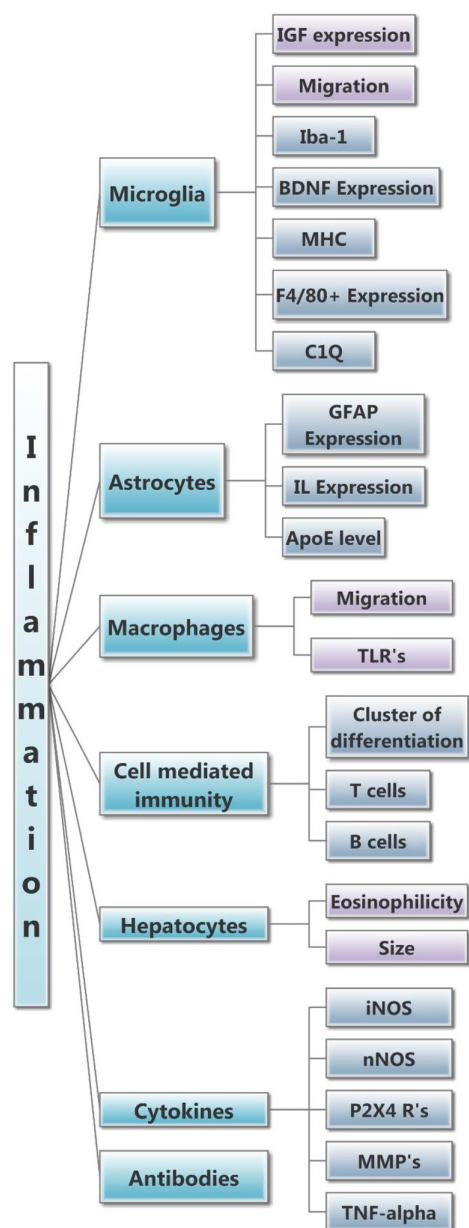 Inflammation
Microglia
IGF expression
Migration
Iba-1
BDNF Expression
MHC
F4/80+ Expression
C1Q
Astrocytes
GFAP
Expression
IL Expression
ApoE level
Macrophages
Migration
TLR's
Cell mediated
immunity
Cluster of
differentiation
T cells
B cells
Hepatocytes
Eosinophilicity
Size
Cytokines
iNOS
nNOS
P2X4 R's
MMP's
TNF-alpha
Antibodies